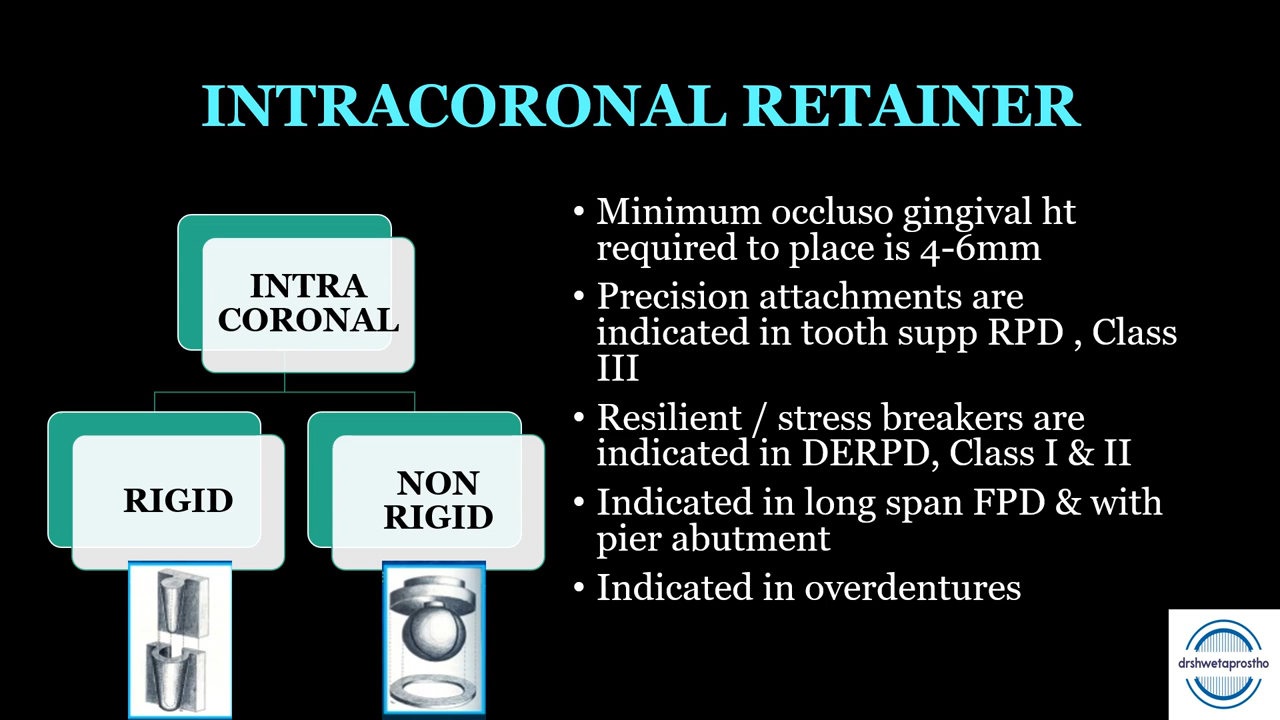 INTRACORONAL RETAINER
INTRA
CORONAL
RIGID
NON
RIGID
• Minimum occluso gingival ht
required to place is 4-6mm
• Precision attachments are
indicated in tooth supp RPD , Class
III
• Resilient / stress breakers are
indicated in DERPD, Class I & II
• Indicated in long span FPD & with
pier abutment
• Indicated in overdentures
drshwetaprostho